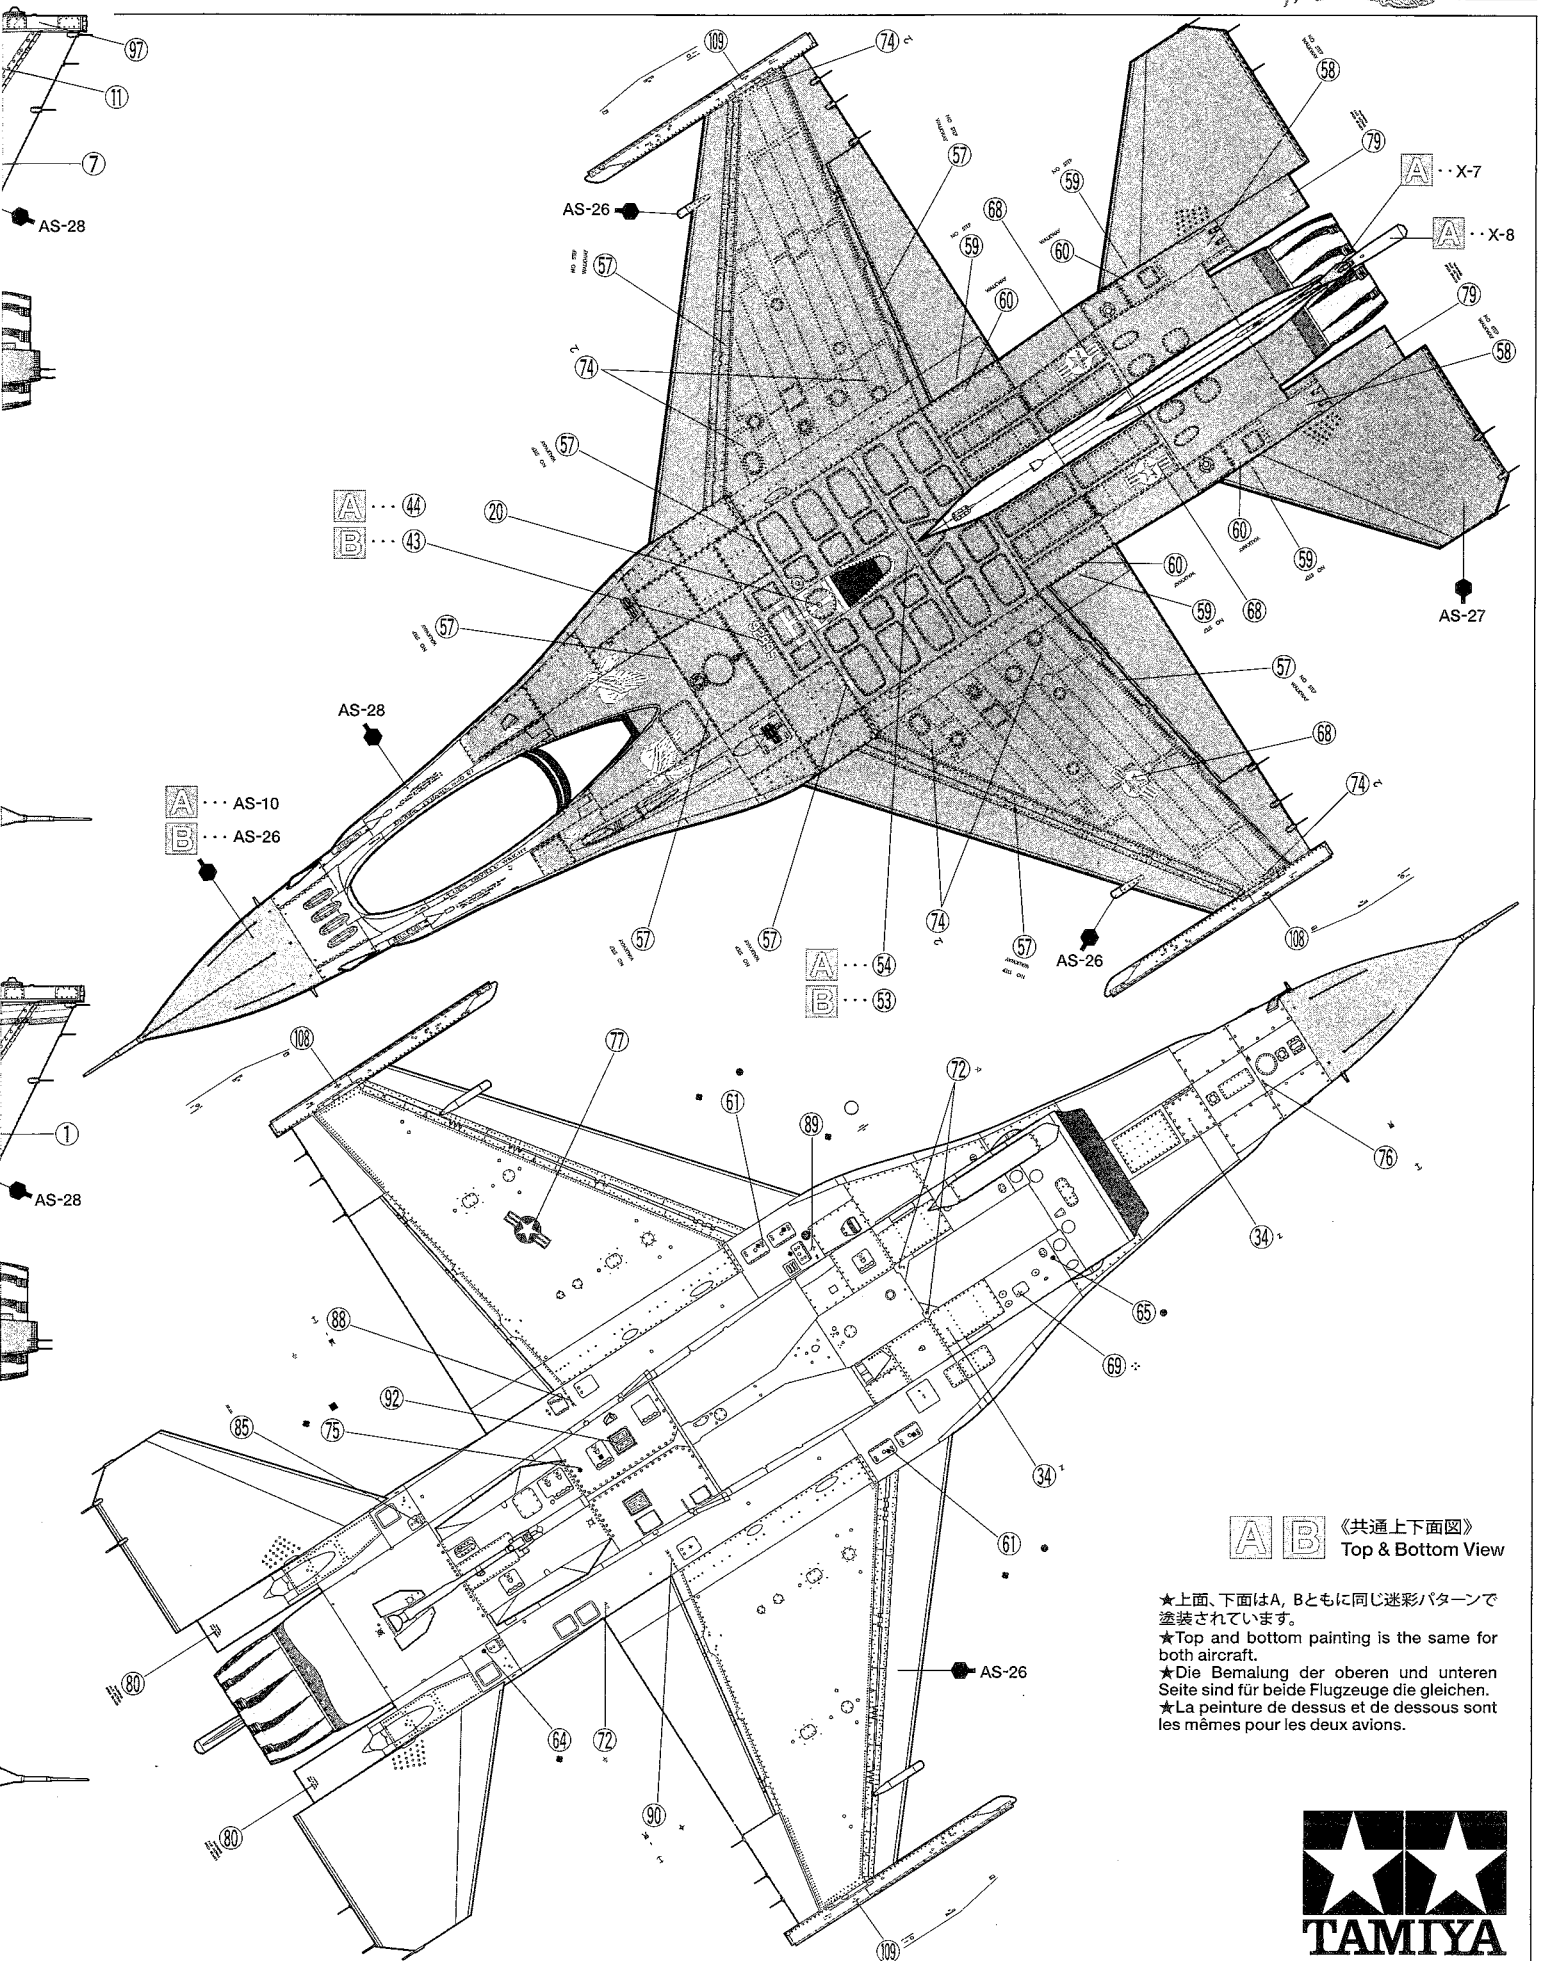 97
11
7
AS-28
109
74
58
57
79
A ・・X-7
59
68
AS-26
A ・・X-8
59
57
60
60
79
58
74
57
A ・・・ 44
20
B ・・・ 43
60
59
60
57
59
68
AS-27
57
AS-28
68
74
A ・・・ AS-10
B ・・・ AS-26
57
57
74
57
108
A ・・・ 54
AS-26
B ・・・ 53
108
77
72
61
89
1
76
AS-28
34
88
65
69
92
85
75
34
61
A B 《共通上下面図》
Top & Bottom View
★上面、下面はA, Bともに同じ迷彩パターンで
塗装されています。
★Top and bottom painting is the same for
both aircraft.
★Die Bemalung der oberen und unteren
Seite sind für beide Flugzeuge die gleichen.
★La peinture de dessus et de dessous sont
les mêmes pour les deux avions.
AS-26
80
64
72
90
80
109
TAMIYA